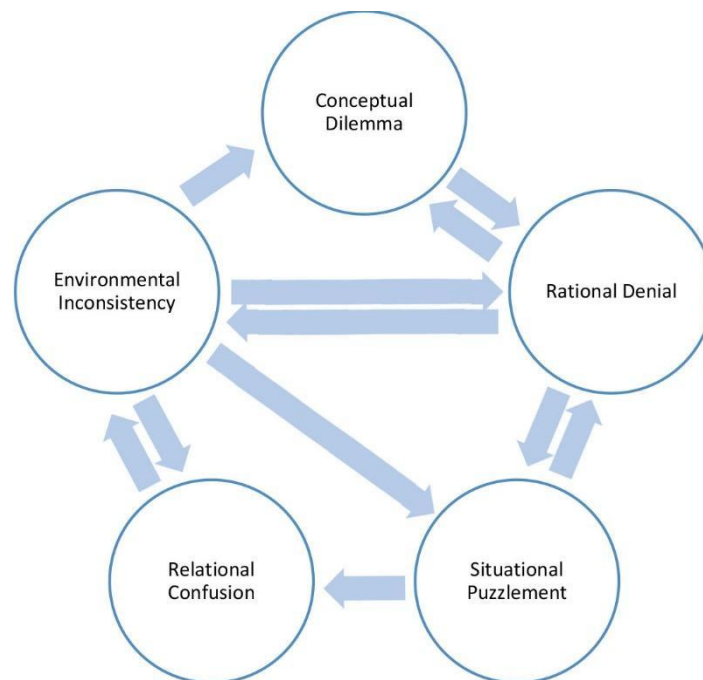 Conceptual
Dilemma
Environmental
Inconsistency
Rational Denial
Relational
Confusion
Situational
Puzzlement